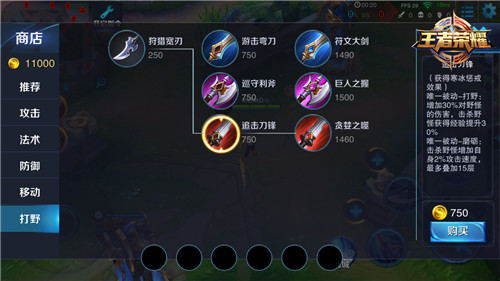 00:20
FPS 29
商店
11000
推荐
攻击
法术
防御
移动
打野
狩猎宽刃
250
游击弯刀
750
符文大剑
1490
巡守利斧
750
巨人之握
1500
追击刀锋
750
贪婪之噬
1460
王者荣耀
追击刀锋
(获得寒冰惩戒
效果)
唯一被动-打野:
增加30%对野怪
的伤害,击杀野
怪获得经验提升3
0%
唯一被动-磨砺:
击杀野怪增加自
身2%攻击速度,
最多叠加15层
750
购买